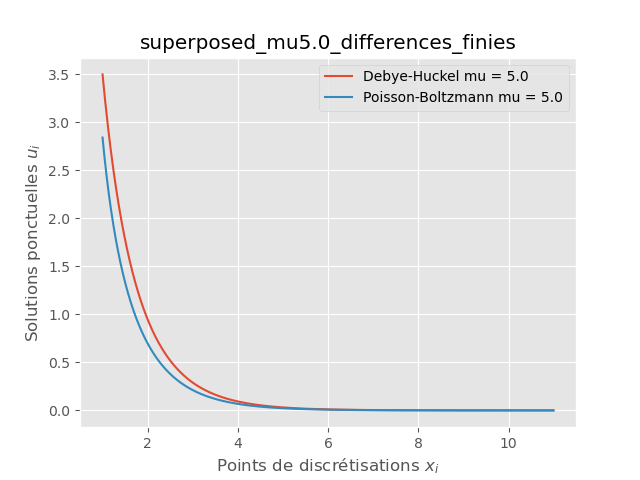 superposed_mu5.0_differences_finies
Debye-Huckel mu = 5.0
Poisson-Boltzmann mu = 5.0
Solutions ponctuelles u_i
3.5
3.0
2.5
2.0
1.5
1.0
0.5
0.0
2 4 6 8 10
Points de discrétisations x_i